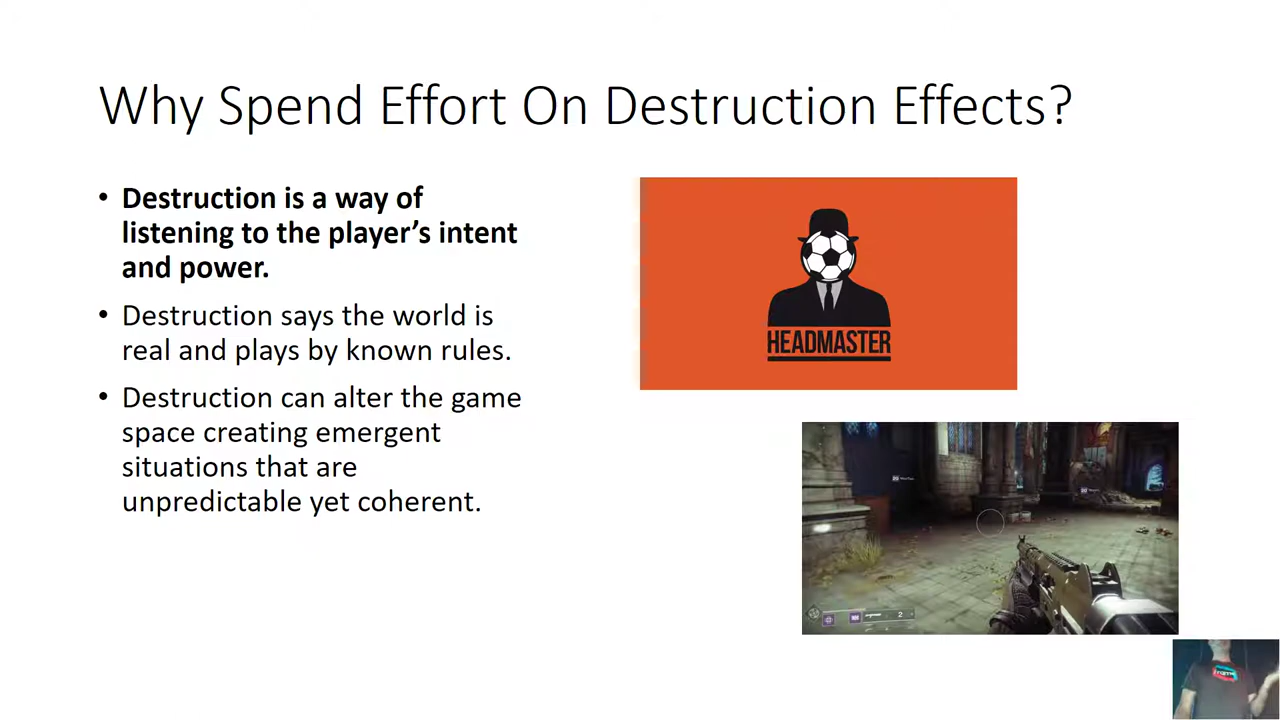 Why Spend Effort On Destruction Effects?
• Destruction is a way of
listening to the player’s intent
and power.
• Destruction says the world is
real and plays by known rules.
• Destruction can alter the game
space creating emergent
situations that are
unpredictable yet coherent.
HEADMASTER
2